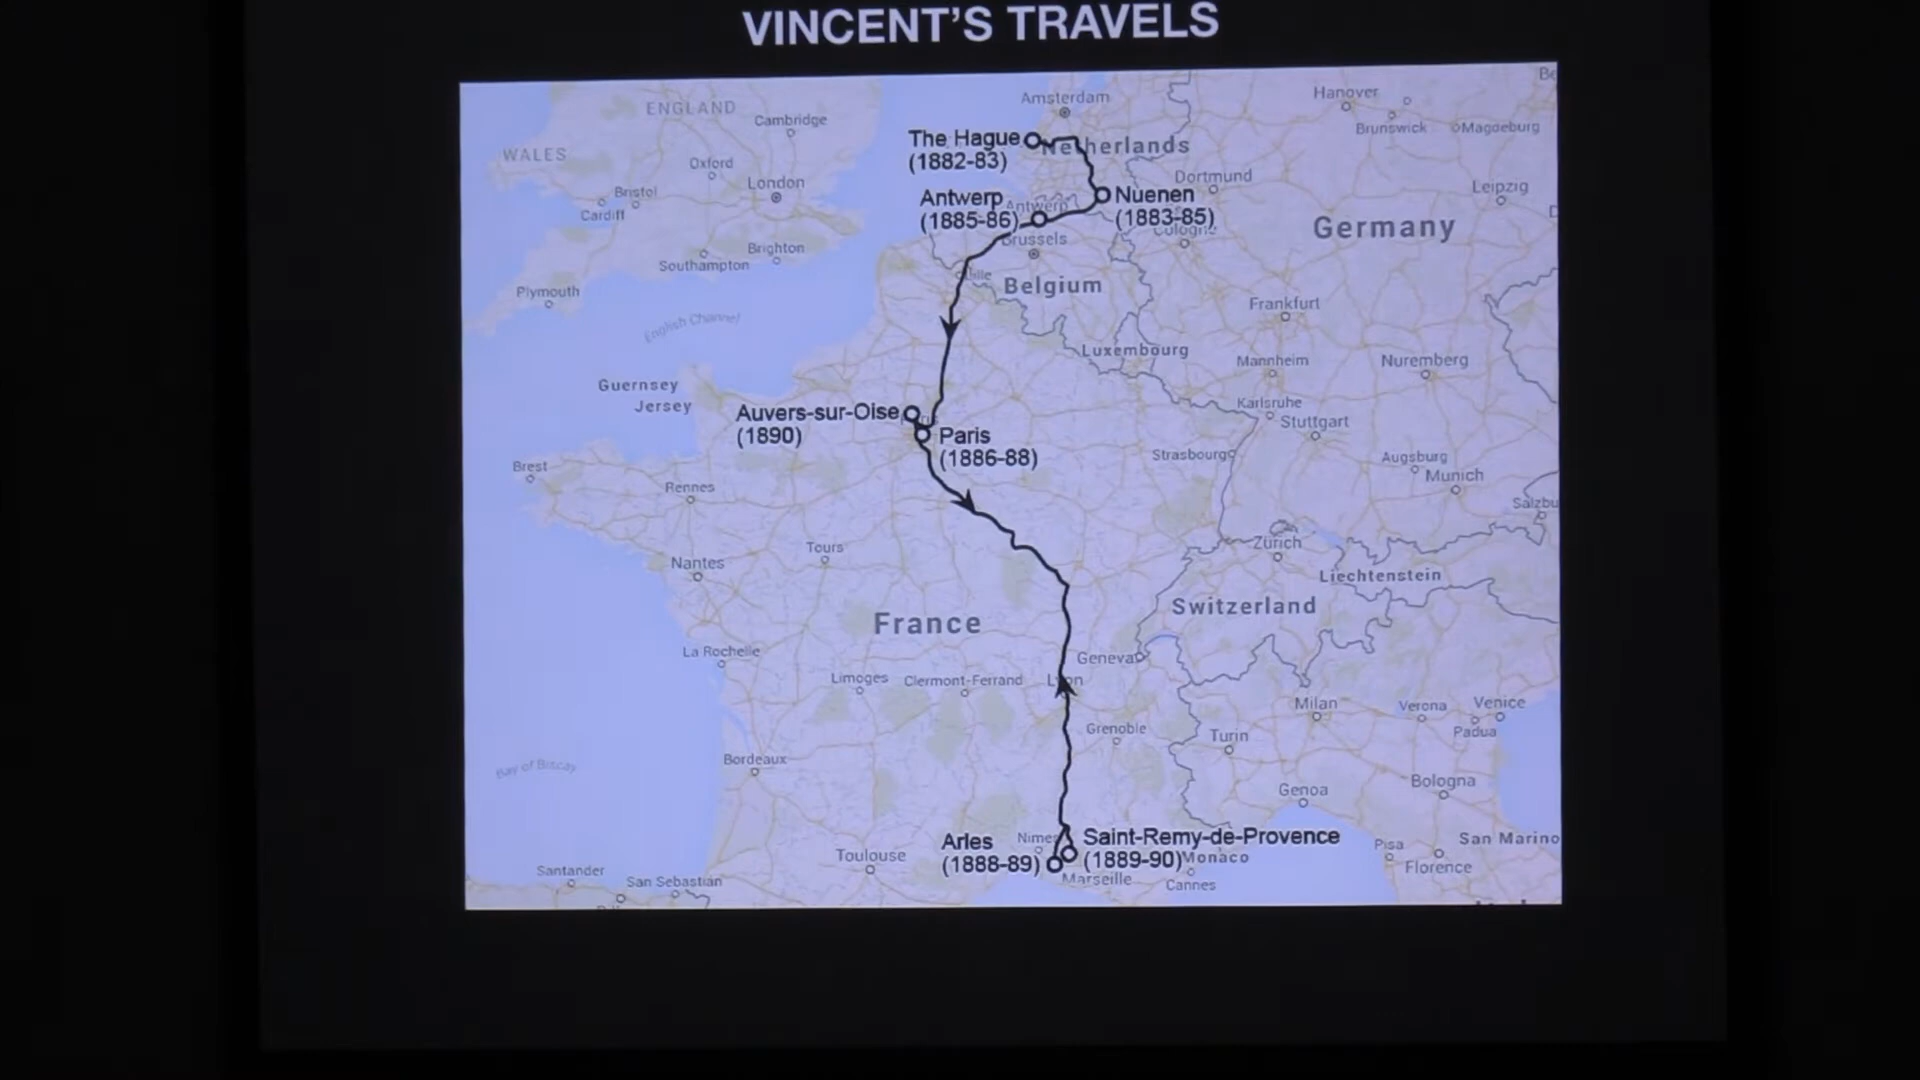 VINCENT'S TRAVELS
ENGLAND
Cambridge
WALES
Oxford
London
Bristol
Cardiff
Brighton
Southampton
Plymouth
English Channel
Guernsey
Jersey
Amsterdam
The Hague
(1882-83)
Netherlands
Antwerp
(1885-86)
Antwerp
Nuenen
(1883-85)
Brussels
Belgium
Luxembourg
Hanover
Brunswick
Magdeburg
Dortmund
Leipzig
Cologne
Germany
Frankfurt
Mannheim
Nuremberg
Karlsruhe
Stuttgart
Strasbourg
Augsburg
Munich
Auvers-sur-Oise
(1890)
Paris
(1886-88)
Brest
Rennes
Nantes
Tours
France
La Rochelle
Limoges
Clermont-Ferrand
Lyon
Geneva
Zürich
Liechtenstein
Switzerland
Grenoble
Milan
Verona
Venice
Padua
Turin
Bordeaux
Bay of Biscay
Genoa
Bologna
Arles
(1888-89)
Saint-Remy-de-Provence
(1889-90)
Monaco
Marseille
Cannes
Toulouse
Pisa
Florence
San Marino
Santander
San Sebastian